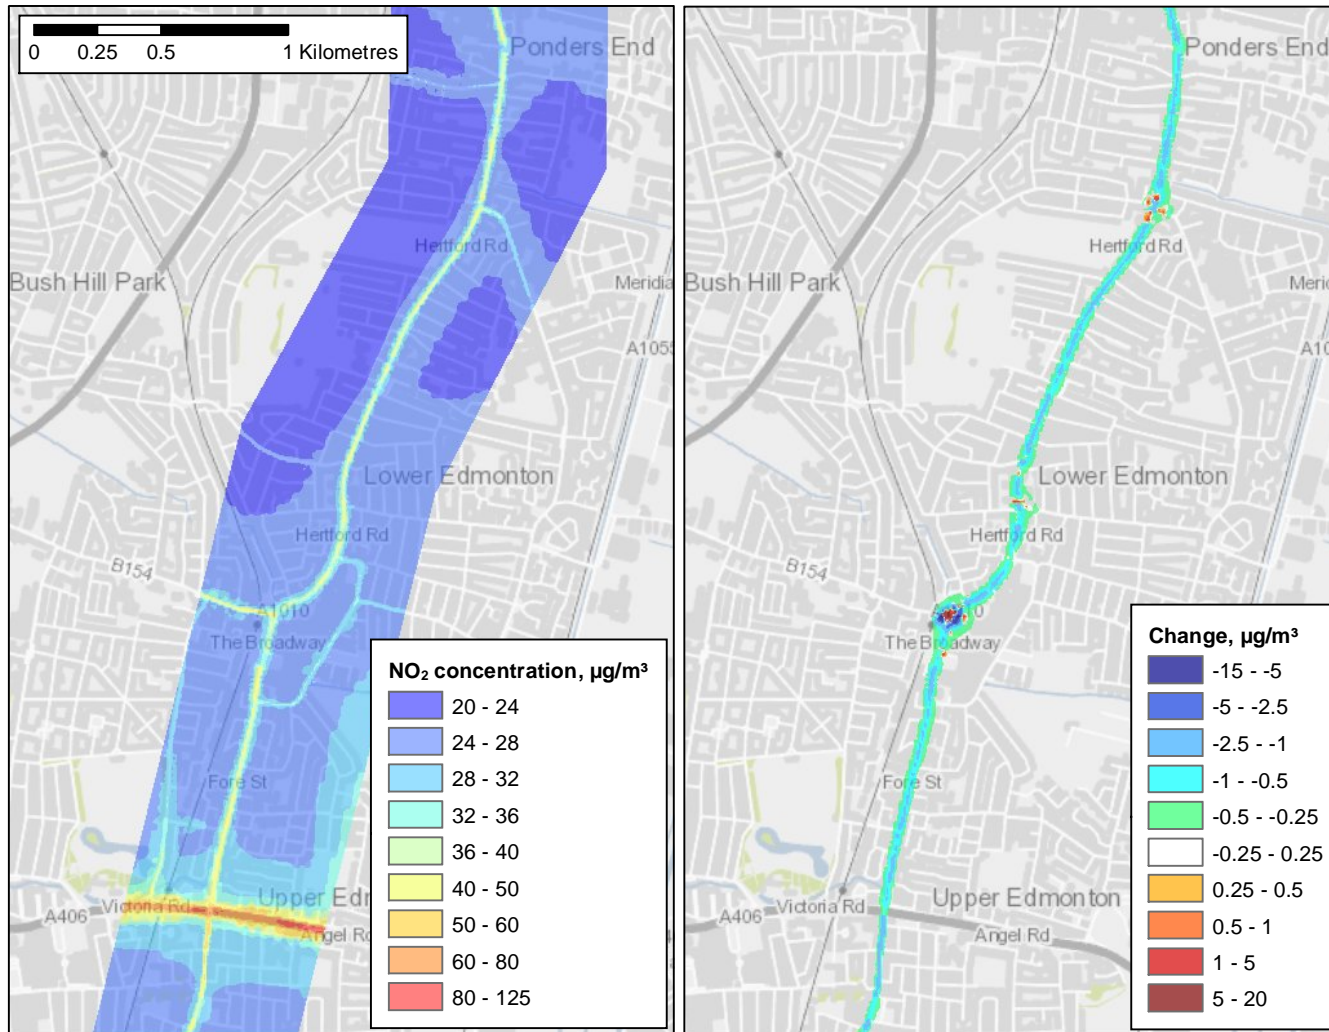 0 0.25 0.5 1 Kilometres
Ponders End
Hertford Rd
Bush Hill Park
Meridia
A1055
Lower Edmonton
Hertford Rd
B154
A1010
The Broadway
Fore St
Upper Ed
A406
Victoria Rd
Angel Rd
NO₂ concentration, µg/m³
20 - 24
24 - 28
28 - 32
32 - 36
36 - 40
40 - 50
50 - 60
60 - 80
80 - 125
Ponders End
Hertford Rd
Bush Hill Park
Meri
A10
Lower Edmonton
Hertford Rd
B154
The Broadway
Fore St
Upper Edmonton
A406
Victoria Rd
Angel Rd
Change, µg/m³
-15 - -5
-5 - -2.5
-2.5 - -1
-1 - -0.5
-0.5 - -0.25
-0.25 - 0.25
0.25 - 0.5
0.5 - 1
1 - 5
5 - 20